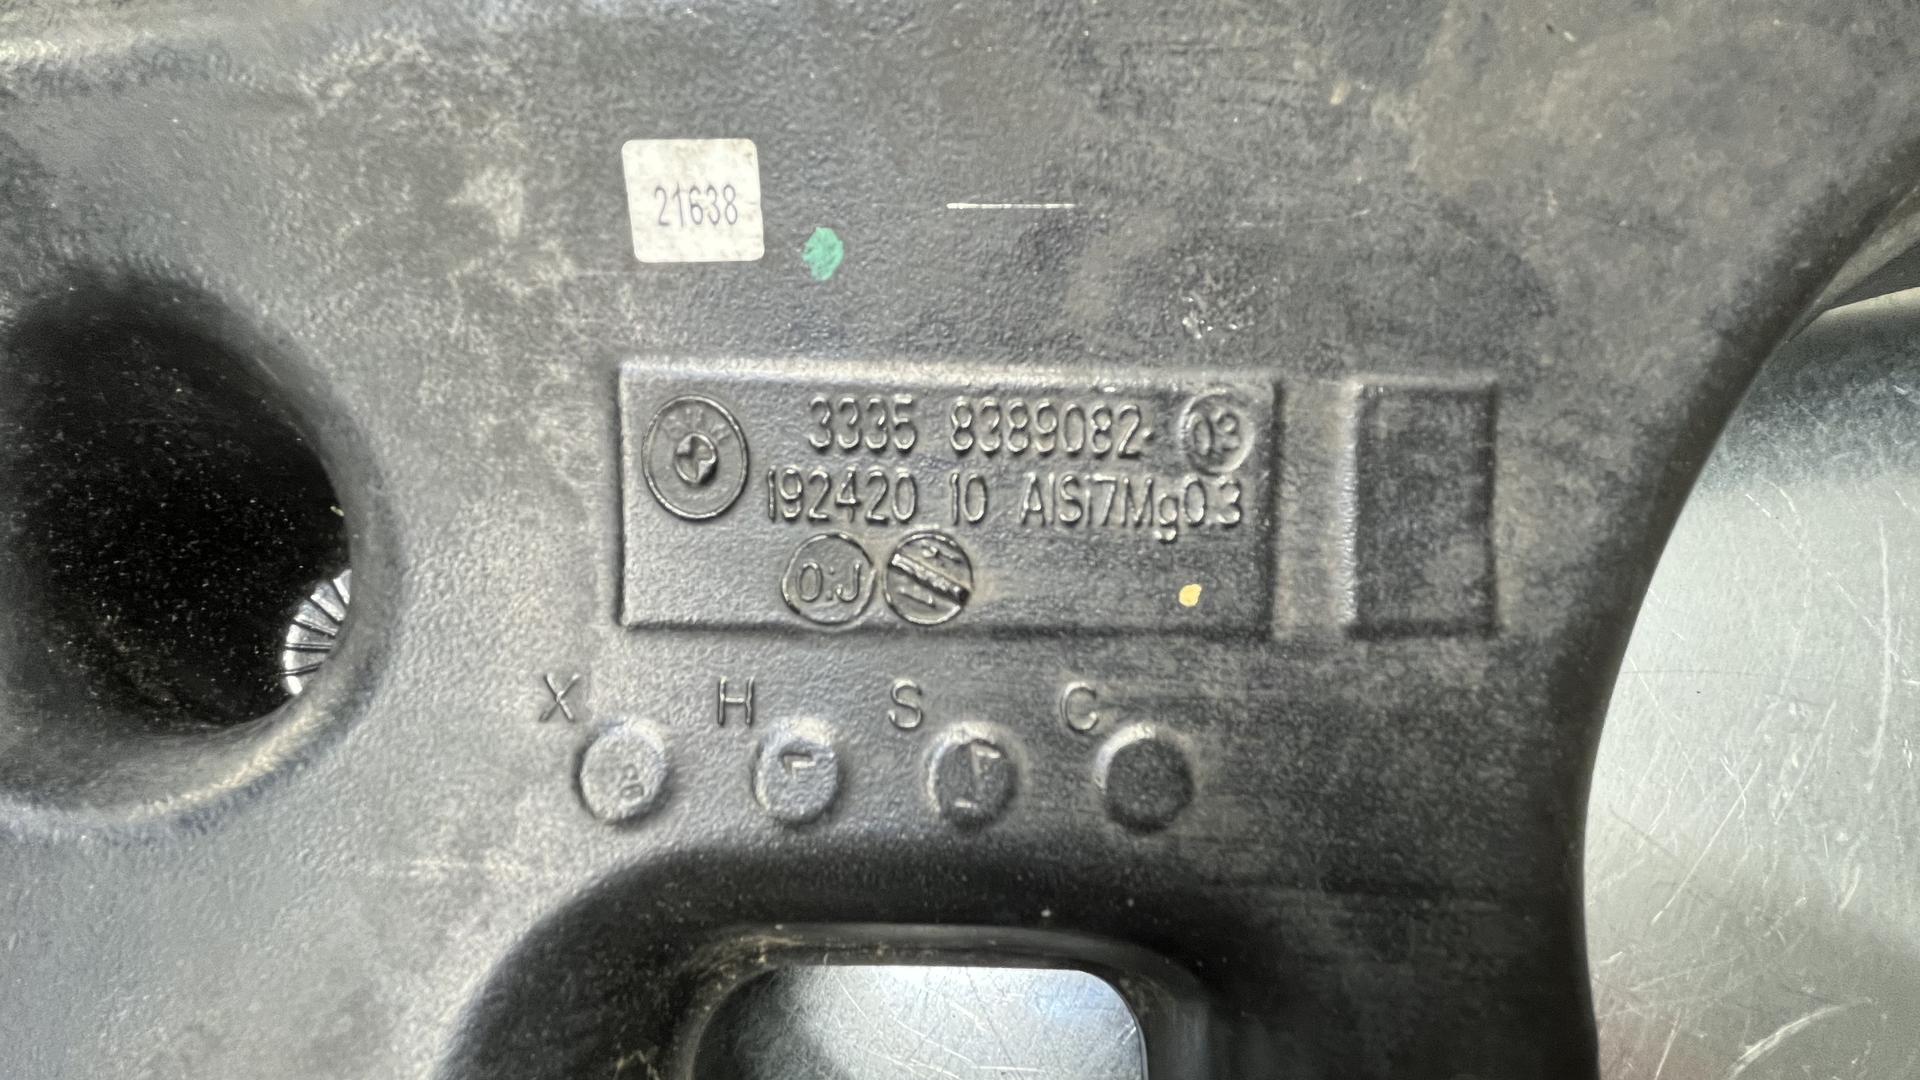 21638
3335 8389082 03
192420 10 AlSi7Mg0.3
X H S C